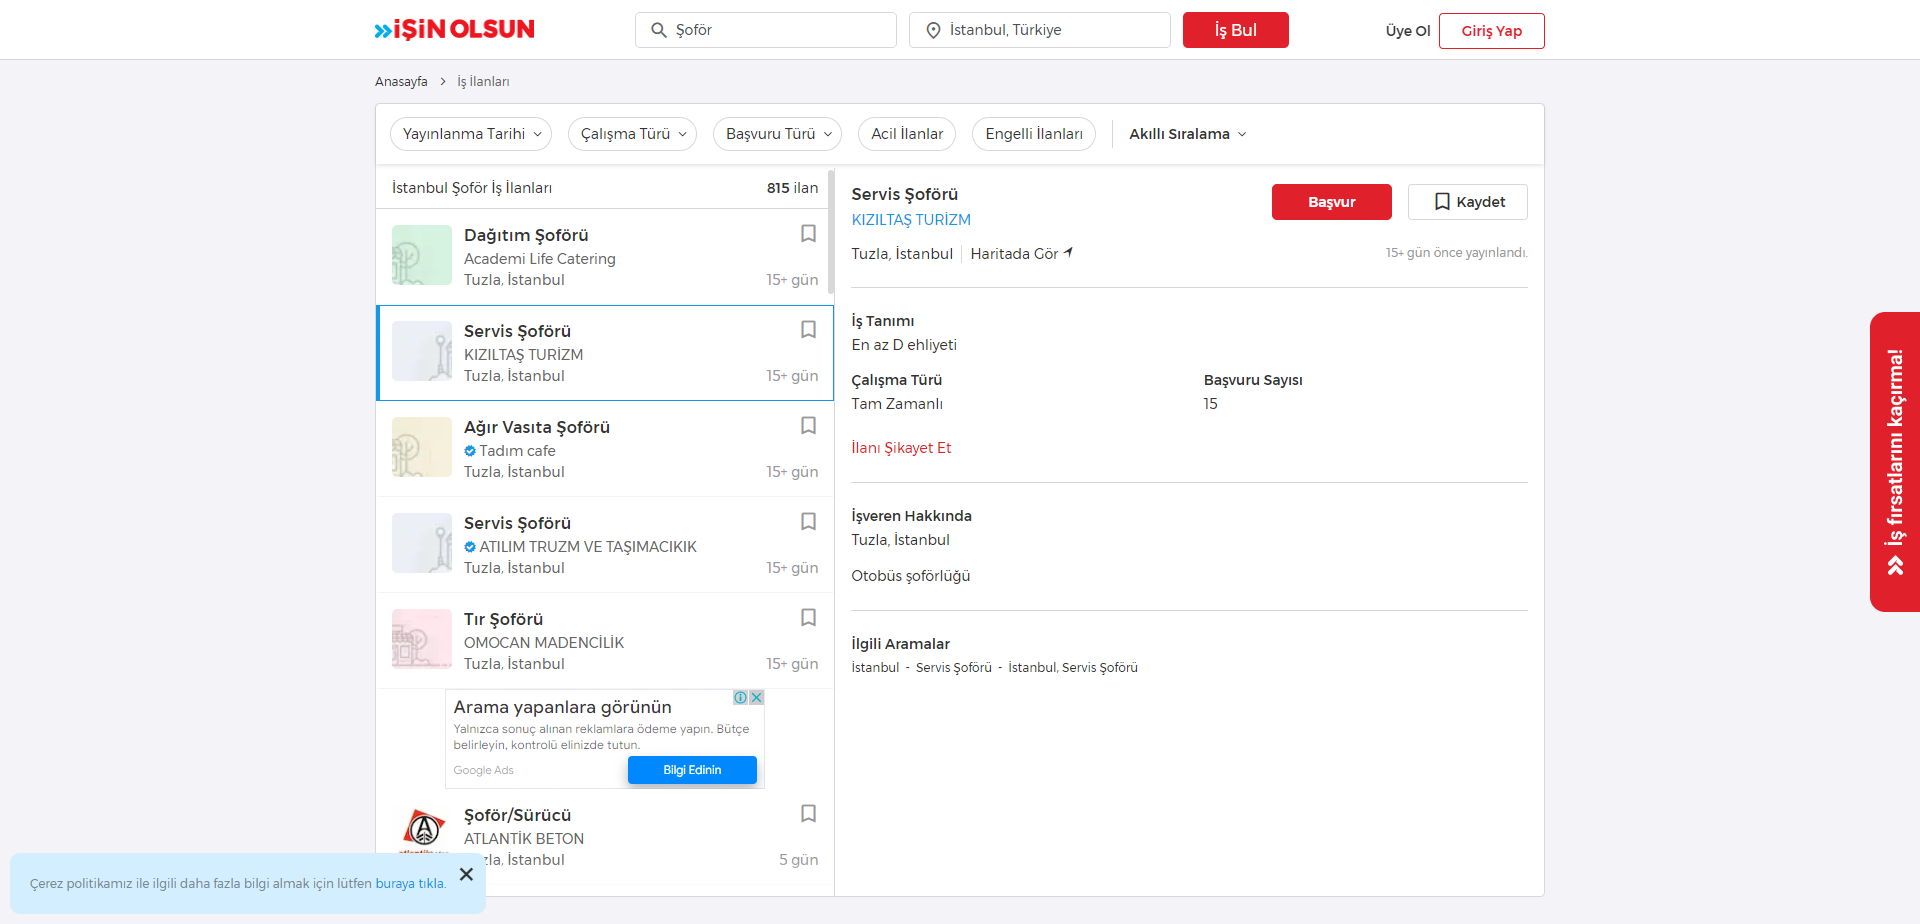 İŞİN OLSUN
Şoför
İstanbul, Türkiye
İş Bul
Üye Ol
Giriş Yap
Anasayfa > İş İlanları
Yayınlanma Tarihi
Çalışma Türü
Başvuru Türü
Acil İlanlar
Engelli İlanları
Akıllı Sıralama
İstanbul Şoför İş İlanları
815 ilan
Dağıtım Şoförü
Academi Life Catering
Tuzla, İstanbul
15+ gün
Servis Şoförü
KIZILTAŞ TURİZM
Tuzla, İstanbul
15+ gün
Ağır Vasıta Şoförü
Tadım cafe
Tuzla, İstanbul
15+ gün
Servis Şoförü
ATILIM TRUZM VE TAŞIMACIKIK
Tuzla, İstanbul
15+ gün
Tır Şoförü
OMOCAN MADENCİLİK
Tuzla, İstanbul
15+ gün
Arama yapanlara görünün
Yalnızca sonuç alınan reklamlara ödeme yapın. Bütçe
belirleyin, kontrolü elinizde tutun.
Google Ads
Bilgi Edinin
Şoför/Sürücü
ATLANTİK BETON
zla, İstanbul
5 gün
Servis Şoförü
KIZILTAŞ TURİZM
Tuzla, İstanbul
Haritada Gör
Başvur
Kaydet
15+ gün önce yayınlandı.
İş Tanımı
En az D ehliyeti
Çalışma Türü
Tam Zamanlı
Başvuru Sayısı
15
İlanı Şikayet Et
İşveren Hakkında
Tuzla, İstanbul
Otobüs şoförlüğü
İlgili Aramalar
İstanbul - Servis Şoförü - İstanbul, Servis Şoförü
İş fırsatlarını kaçırma!
Çerez politikamız ile ilgili daha fazla bilgi almak için lütfen buraya tıkla.